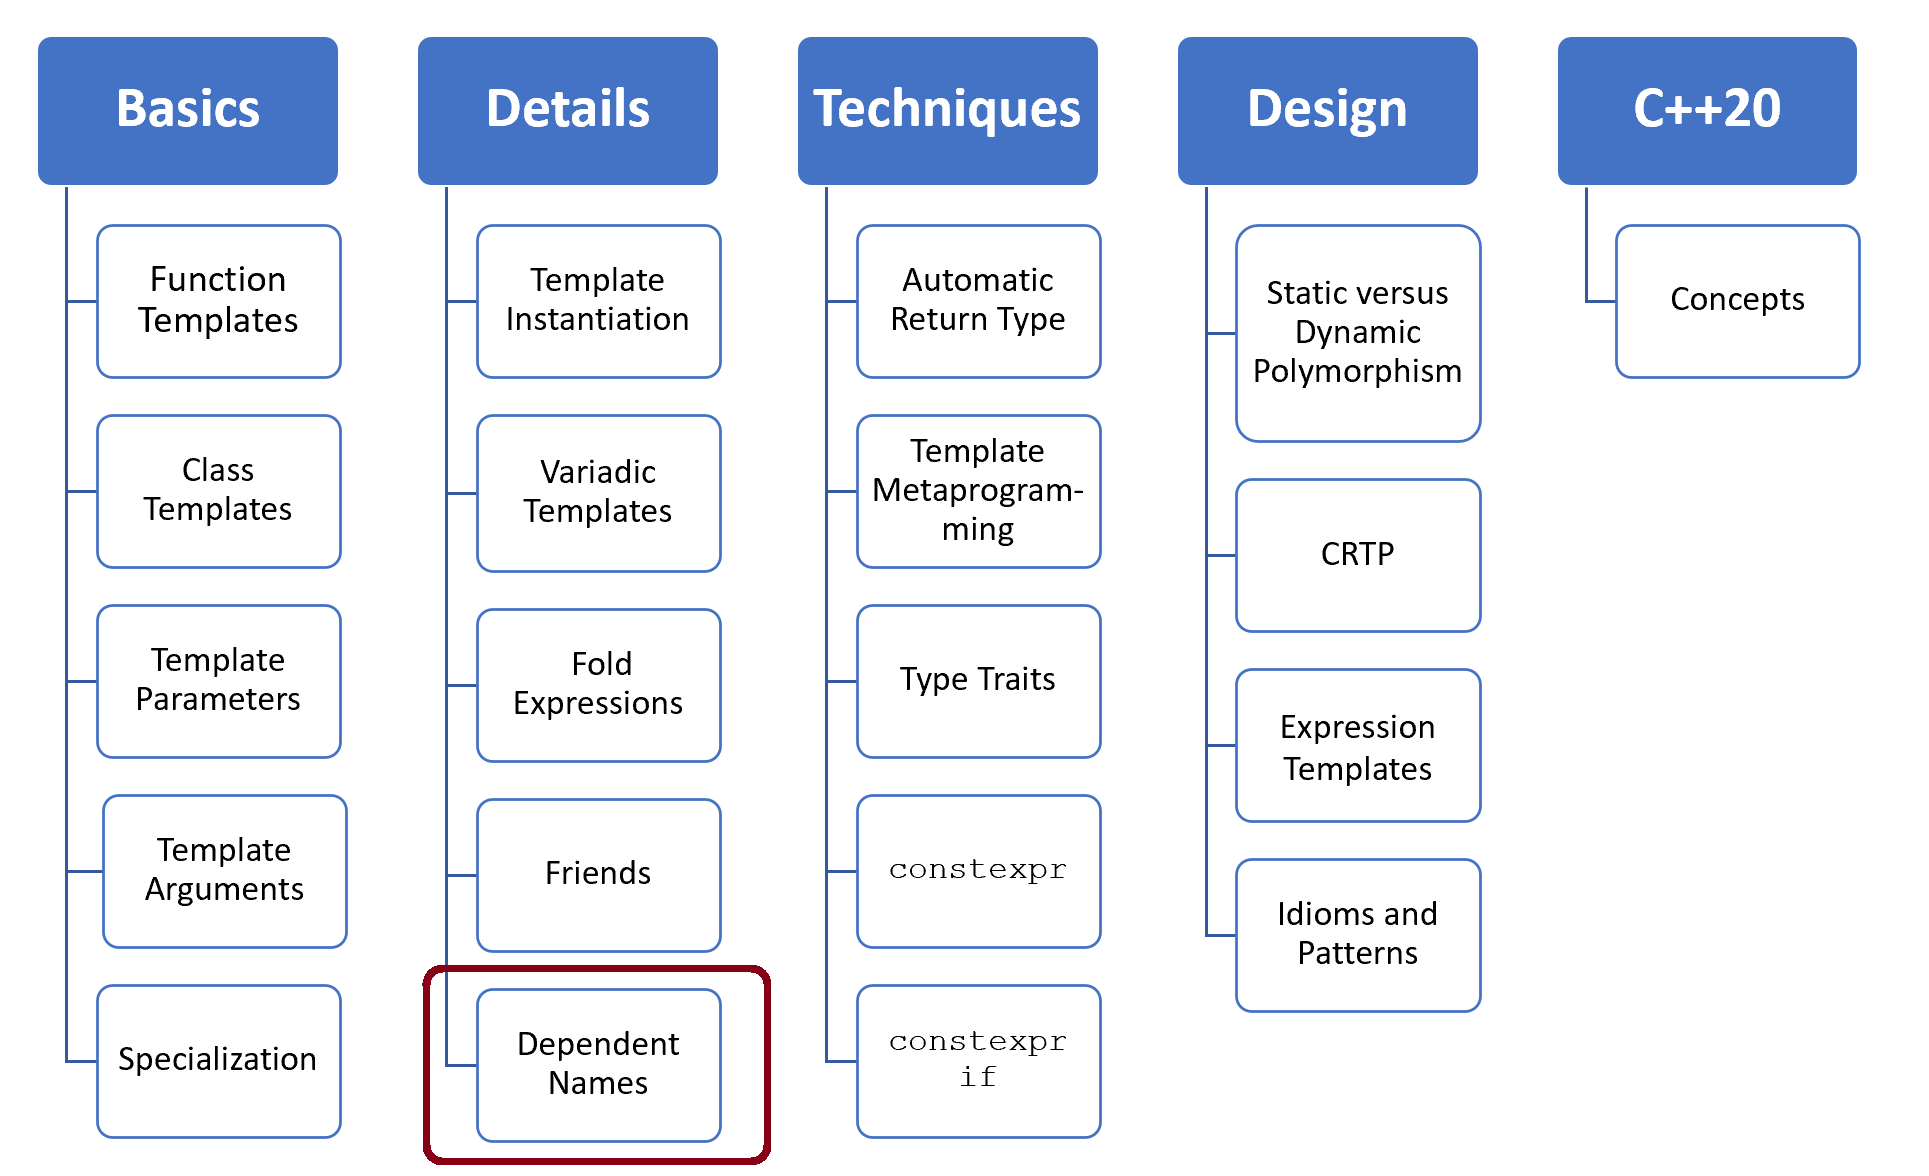 Basics
Function
Templates
Class
Templates
Template
Parameters
Template
Arguments
Specialization
Details
Template
Instantiation
Variadic
Templates
Fold
Expressions
Friends
Dependent
Names
Techniques
Automatic
Return Type
Template
Metaprogram-
ming
Type Traits
constexpr
constexpr
if
Design
Static versus
Dynamic
Polymorphism
CRTP
Expression
Templates
Idioms and
Patterns
C++20
Concepts